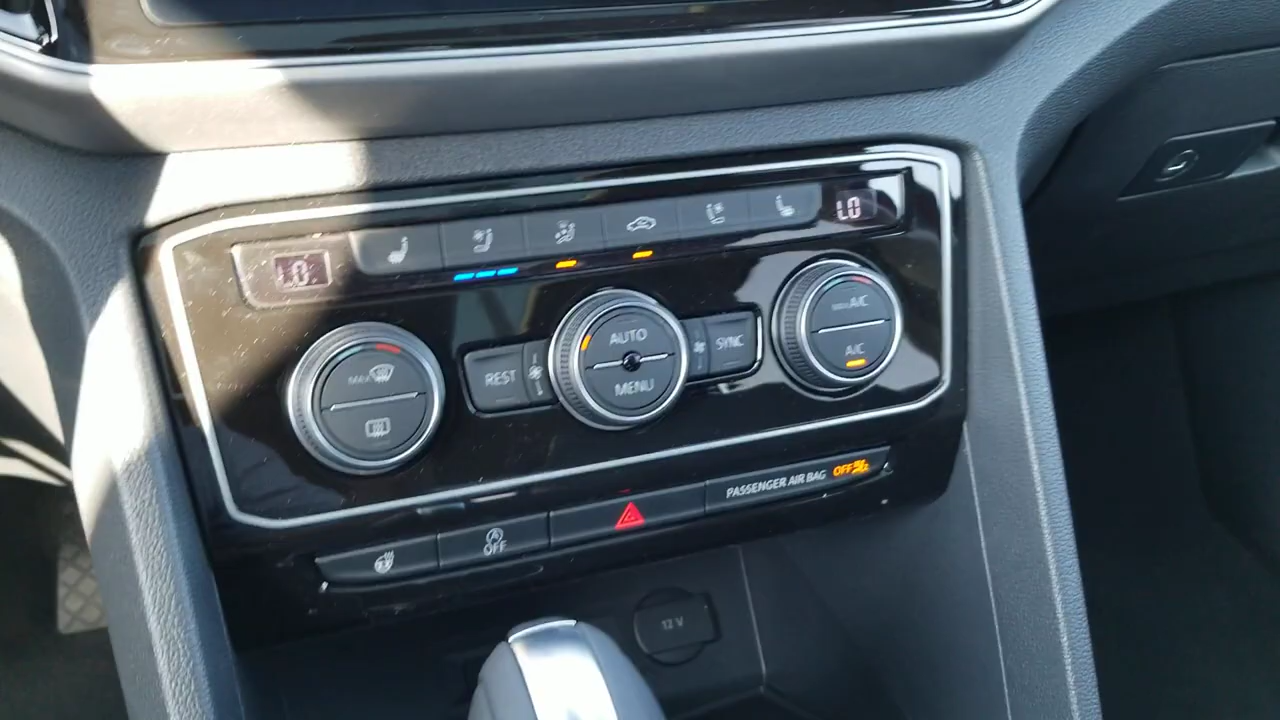 LO
LO
MAX
REST
AUTO
MENU
SYNC
MAX A/C
A/C
PASSENGER AIR BAG OFF
OFF
12 V